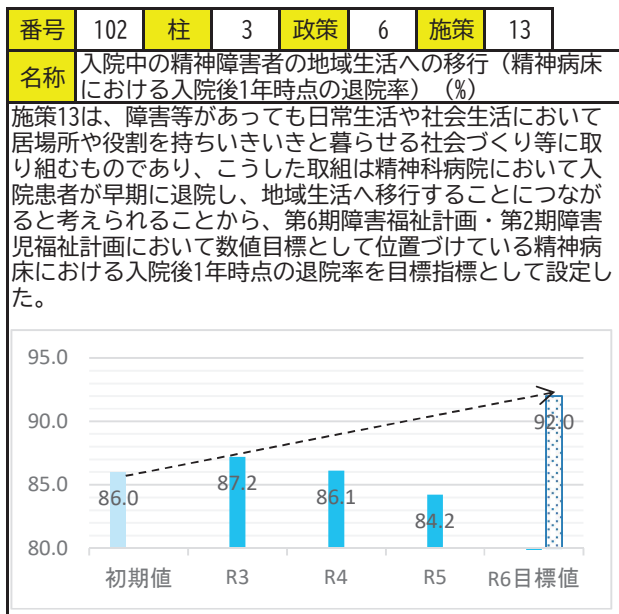 番号 102 柱 3 政策 6 施策 13
名称 入院中の精神障害者の地域生活への移行（精神病床
における入院後1年時点の退院率）（%）
施策13は、障害等があっても日常生活や社会生活において
居場所や役割を持ちいきいきと暮らせる社会づくり等に取
り組むものであり、こうした取組は精神科病院において入
院患者が早期に退院し、地域生活へ移行することにつなが
ると考えられることから、第6期障害福祉計画・第2期障害
児福祉計画において数値目標として位置づけている精神病
床における入院後1年時点の退院率を目標指標として設定し
た。
95.0
90.0
85.0
80.0
86.0
87.2
86.1
84.2
92.0
初期値 R3 R4 R5 R6目標値